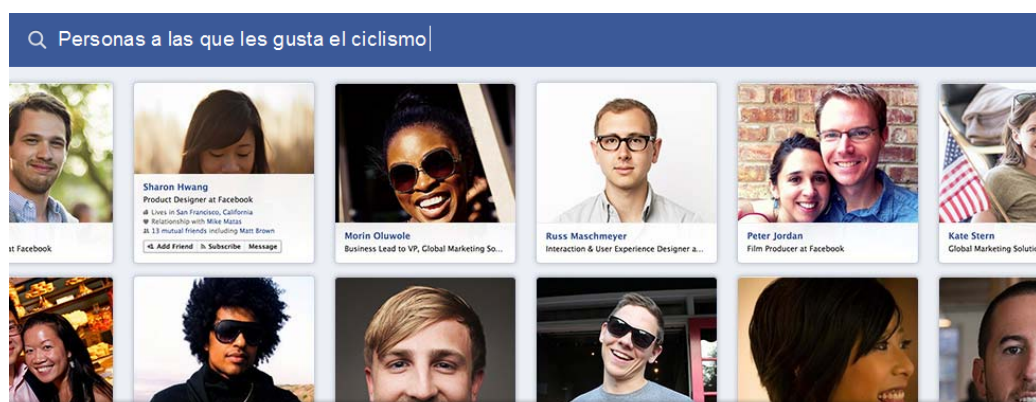 Personas a las que les gusta el ciclismo
at Facebook
Sharon Hwang
Product Designer at Facebook
Lives in San Francisco, California
Relationship with Mike Matas
13 mutual friends including Matt Brown
+1 Add Friend Subscribe Message
Morin Oluwole
Business Lead to VP, Global Marketing So...
Russ Maschmeyer
Interaction & User Experience Designer a...
Peter Jordan
Film Producer at Facebook
Kate Stern
Global Marketing Solutio